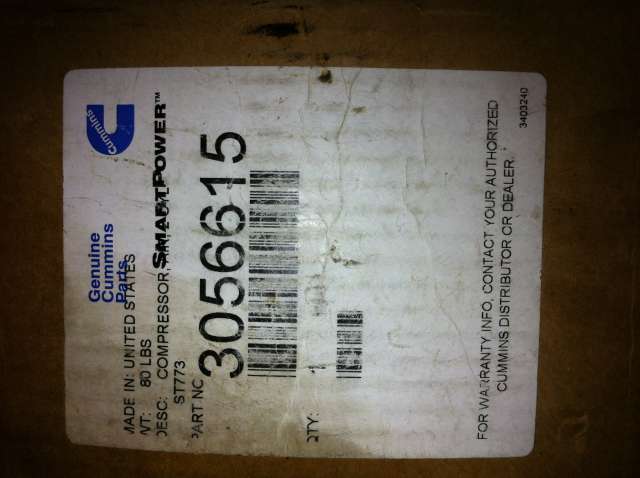 Cummins
Genuine
Cummins
Parts
SMARTPOWER™
MADE IN: UNITED STATES
WT: 80 LBS
DESC: COMPRESSOR,
ST773
PART NO
3056615
QTY: 1
FOR WARRANTY INFO, CONTACT YOUR AUTHORIZED
CUMMINS DISTRIBUTOR OR DEALER.
3403240